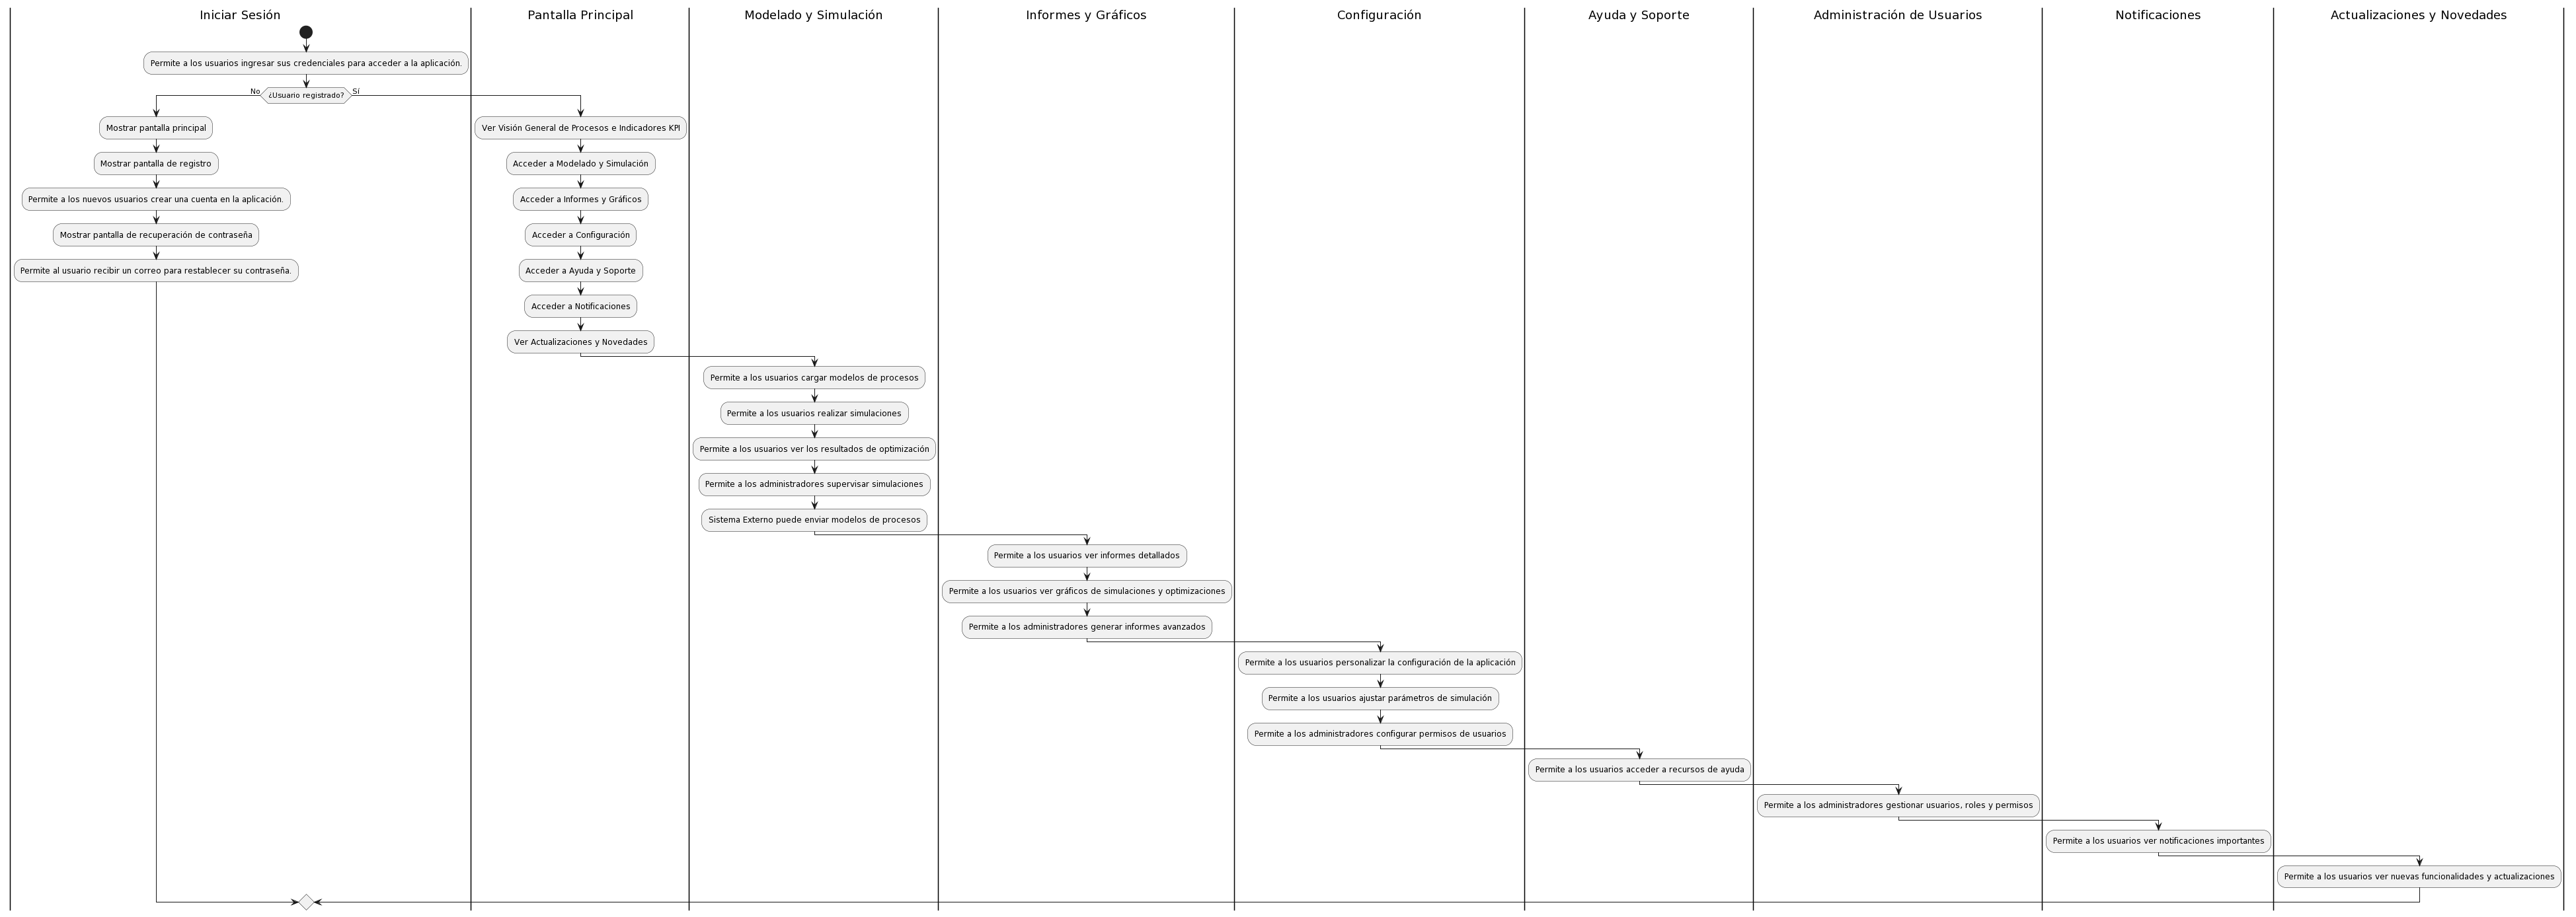 Iniciar Sesión
Pantalla Principal
Modelado y Simulación
Informes y Gráficos
Configuración
Ayuda y Soporte
Administración de Usuarios
Notificaciones
Actualizaciones y Novedades
Permite a los usuarios ingresar sus credenciales para acceder a la aplicación.
No
¿Usuario registrado?
Sí
Mostrar pantalla principal
Mostrar pantalla de registro
Permite a los nuevos usuarios crear una cuenta en la aplicación.
Mostrar pantalla de recuperación de contraseña
Permite al usuario recibir un correo para restablecer su contraseña.
Ver Visión General de Procesos e Indicadores KPI
Acceder a Modelado y Simulación
Acceder a Informes y Gráficos
Acceder a Configuración
Acceder a Ayuda y Soporte
Acceder a Notificaciones
Ver Actualizaciones y Novedades
Permite a los usuarios cargar modelos de procesos
Permite a los usuarios realizar simulaciones
Permite a los usuarios ver los resultados de optimización
Permite a los administradores supervisar simulaciones
Sistema Externo puede enviar modelos de procesos
Permite a los usuarios ver informes detallados
Permite a los usuarios ver gráficos de simulaciones y optimizaciones
Permite a los administradores generar informes avanzados
Permite a los usuarios personalizar la configuración de la aplicación
Permite a los usuarios ajustar parámetros de simulación
Permite a los administradores configurar permisos de usuarios
Permite a los usuarios acceder a recursos de ayuda
Permite a los administradores gestionar usuarios, roles y permisos
Permite a los usuarios ver notificaciones importantes
Permite a los usuarios ver nuevas funcionalidades y actualizaciones